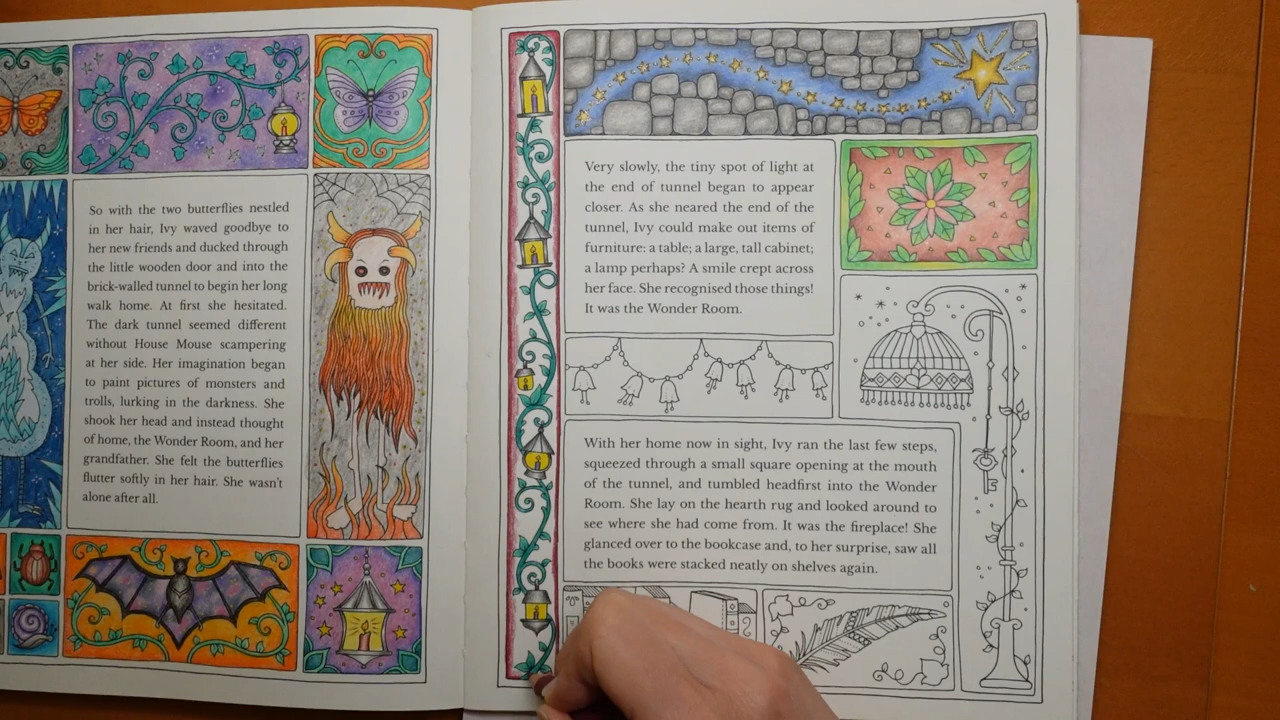 So with the two butterflies nestled
in her hair, Ivy waved goodbye to
her new friends and ducked through
the little wooden door and into the
brick-walled tunnel to begin her long
walk home. At first she hesitated.
The dark tunnel seemed different
without House Mouse scampering
at her side. Her imagination began
to paint pictures of monsters and
trolls, lurking in the darkness. She
shook her head and instead thought
of home, the Wonder Room, and her
grandfather. She felt the butterflies
flutter softly in her hair. She wasn't
alone after all.
Very slowly, the tiny spot of light at
the end of tunnel began to appear
closer. As she neared the end of the
tunnel, Ivy could make out items of
furniture: a table; a large, tall cabinet;
a lamp perhaps? A smile crept across
her face. She recognised those things!
It was the Wonder Room.
With her home now in sight, Ivy ran the last few steps,
squeezed through a small square opening at the mouth
of the tunnel, and tumbled headfirst into the Wonder
Room. She lay on the hearth rug and looked around to
see where she had come from. It was the fireplace! She
glanced over to the bookcase and, to her surprise, saw all
the books were stacked neatly on shelves again.